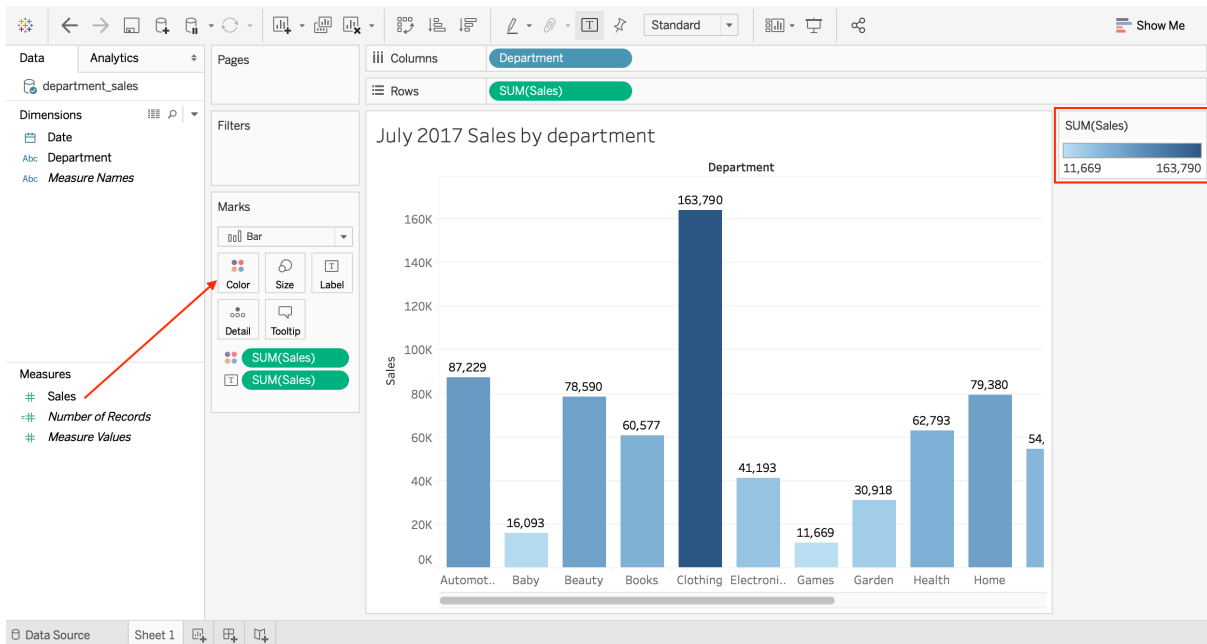 Standard
Show Me
Data
Analytics
department_sales
Dimensions
Date
Abc Department
Abc Measure Names
Measures
Sales
Number of Records
Measure Values
Pages
Filters
Marks
Bar
Color
Size
T
Label
Detail
Tooltip
SUM(Sales)
T SUM(Sales)
Columns
Department
Rows
SUM(Sales)
July 2017 Sales by department
Department
Sales
160K
140K
120K
100K
80K
60K
40K
20K
0K
87,229
16,093
78,590
60,577
163,790
41,193
11,669
30,918
62,793
79,380
54,
Automot..
Baby
Beauty
Books
Clothing
Electroni..
Games
Garden
Health
Home
SUM(Sales)
11,669 163,790
Data Source
Sheet 1